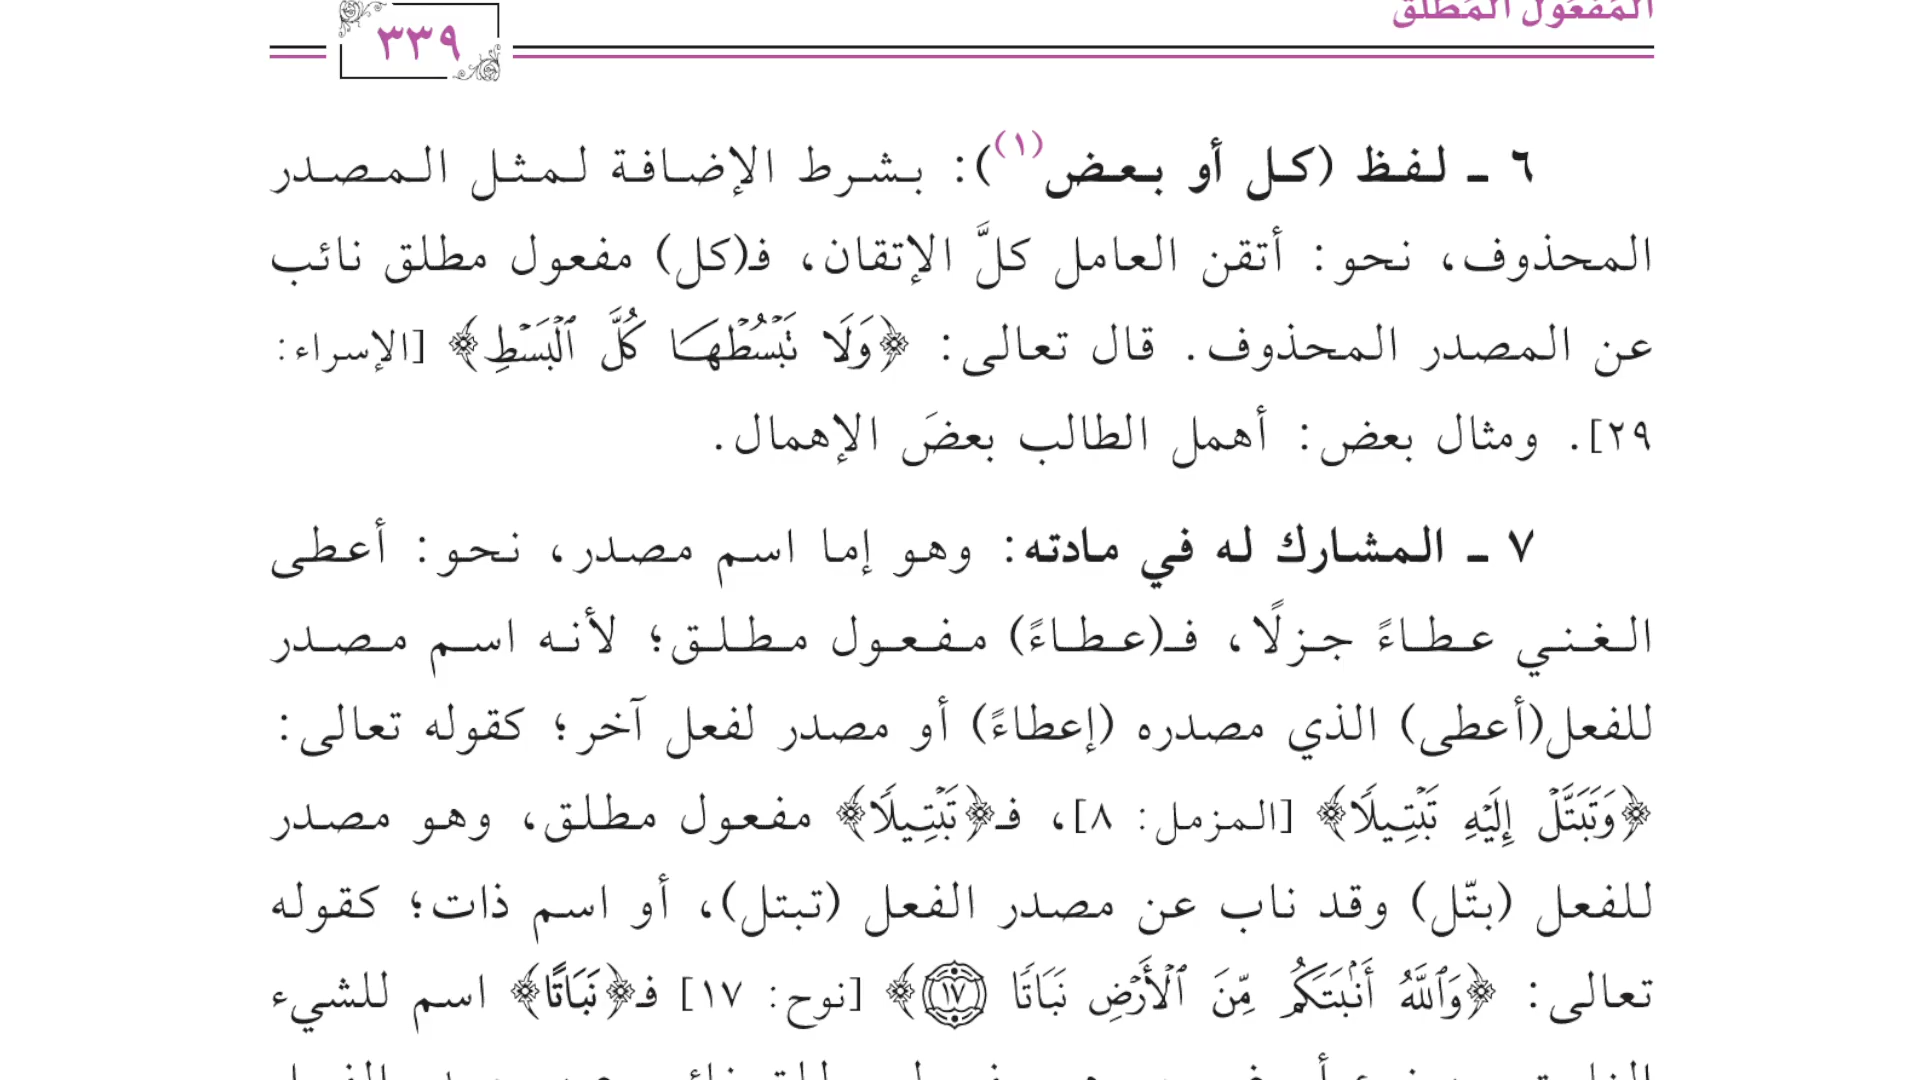 المَفْعُول المُطْلَق
٣٣٩
٦ ـ لفظ (كل أو بعض(١)): بشرط الإضافة لمثل المصدر
المحذوف، نحو: أتقن العامل كلَّ الإتقان، فـ(كل) مفعول مطلق نائب
عن المصدر المحذوف. قال تعالى: ﴿وَلَا تَبْسُطْهَا كُلَّ ٱلْبَسْطِ﴾ [الإسراء:
٢٩]. ومثال بعض: أهمل الطالب بعضَ الإهمال.
٧ ـ المشارك له في مادته: وهو إما اسم مصدر، نحو: أعطى
الغني عطاءً جزلًا، فـ(عطاءً) مفعول مطلق؛ لأنه اسم مصدر
للفعل(أعطى) الذي مصدره (إعطاءً) أو مصدر لفعل آخر؛ كقوله تعالى:
﴿وَتَبَتَّلْ إِلَيْهِ تَبْتِيلًا﴾ [المزمل: ٨]، فـ﴿تَبْتِيلًا﴾ مفعول مطلق، وهو مصدر
للفعل (بتّل) وقد ناب عن مصدر الفعل (تبتل)، أو اسم ذات؛ كقوله
تعالى: ﴿وَٱللَّهُ أَنۢبَتَكُم مِّنَ ٱلْأَرْضِ نَبَاتًا ١٧﴾ [نوح: ١٧] فـ﴿نَبَاتًا﴾ اسم للشيء